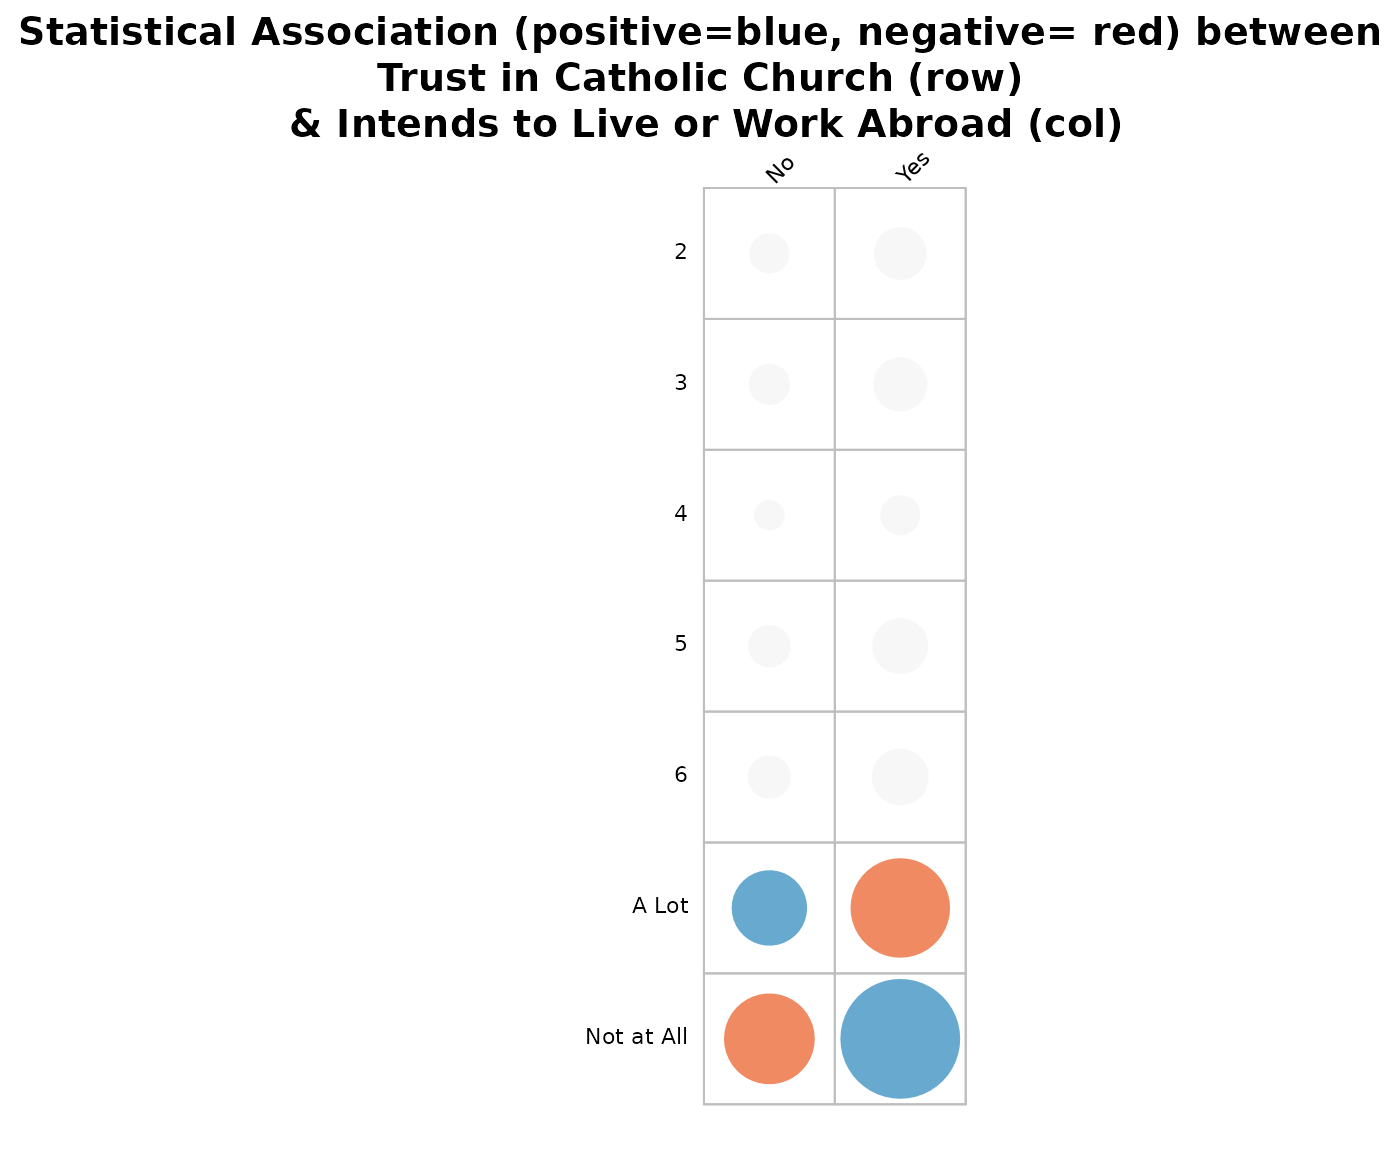 Statistical Association (positive=blue, negative= red) between
Trust in Catholic Church (row)
& Intends to Live or Work Abroad (col)
No Yes
2
3
4
5
6
A Lot
Not at All